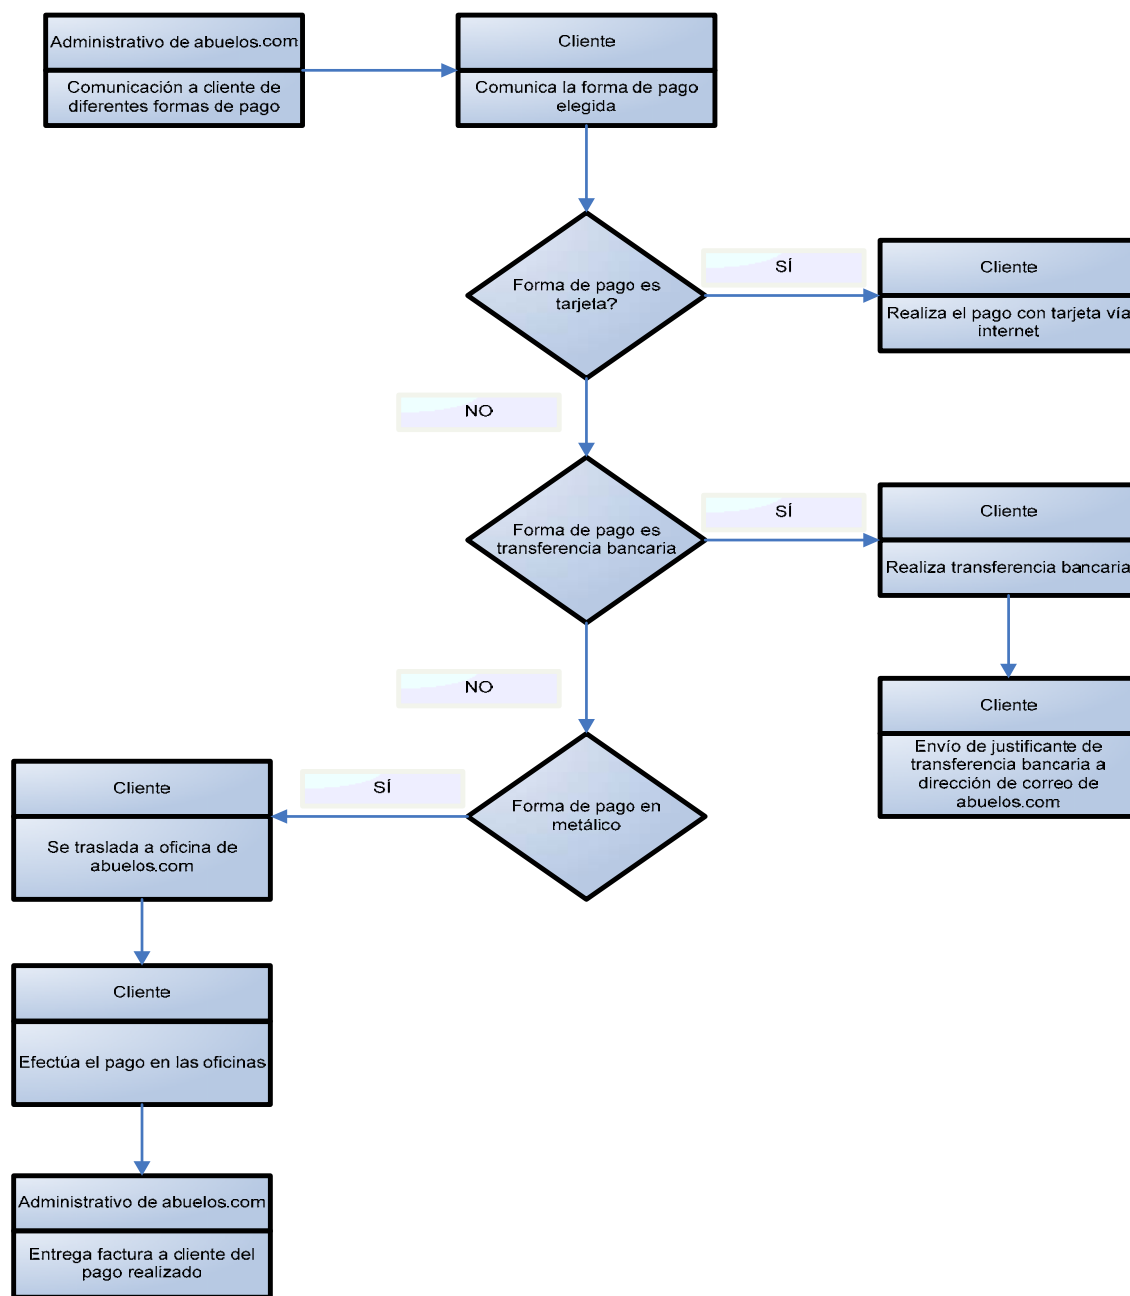 Administrativo de abuelos.com
Comunicación a cliente de
diferentes formas de pago
Cliente
Comunica la forma de pago
elegida
Forma de pago es
tarjeta?
SÍ
Cliente
Realiza el pago con tarjeta vía
internet
NO
Forma de pago es
transferencia bancaria
SÍ
Cliente
Realiza transferencia bancaria
NO
Cliente
Envío de justificante de
transferencia bancaria a
dirección de correo de
abuelos.com
Forma de pago en
metálico
SÍ
Cliente
Se traslada a oficina de
abuelos.com
Cliente
Efectúa el pago en las oficinas
Administrativo de abuelos.com
Entrega factura a cliente del
pago realizado